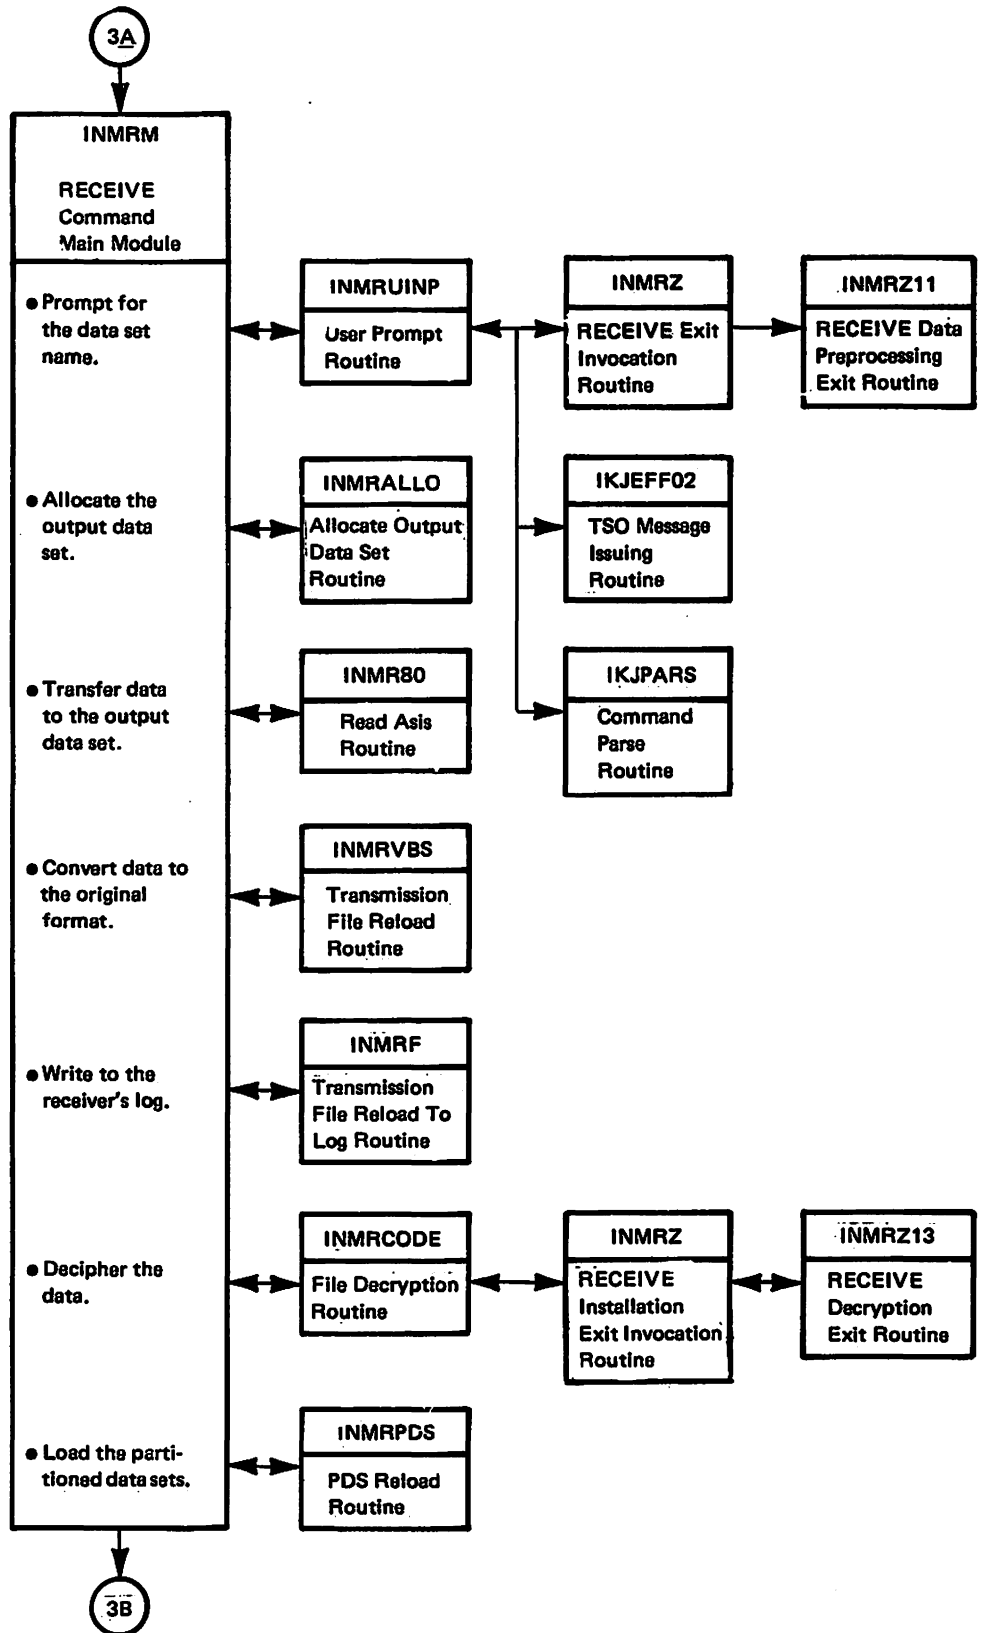 3A
INMRM
RECEIVE
Command
Main Module
● Prompt for
the data set
name.
INMRUINP
User Prompt
Routine
INMRZ
RECEIVE Exit
Invocation
Routine
INMRZ11
RECEIVE Data
Preprocessing
Exit Routine
● Allocate the
output data
set.
INMRALLO
Allocate Output
Data Set
Routine
IKJEFF02
TSO Message
Issuing
Routine
● Transfer data
to the output
data set.
INMR80
Read Asis
Routine
IKJPARS
Command
Parse
Routine
● Convert data to
the original
format.
INMRVBS
Transmission
File Reload
Routine
● Write to the
receiver's log.
INMRF
Transmission
File Reload To
Log Routine
● Decipher the
data.
INMRCODE
File Decryption
Routine
INMRZ
RECEIVE
Installation
Exit Invocation
Routine
INMRZ13
RECEIVE
Decryption
Exit Routine
● Load the parti-
tioned data sets.
INMRPDS
PDS Reload
Routine
3B